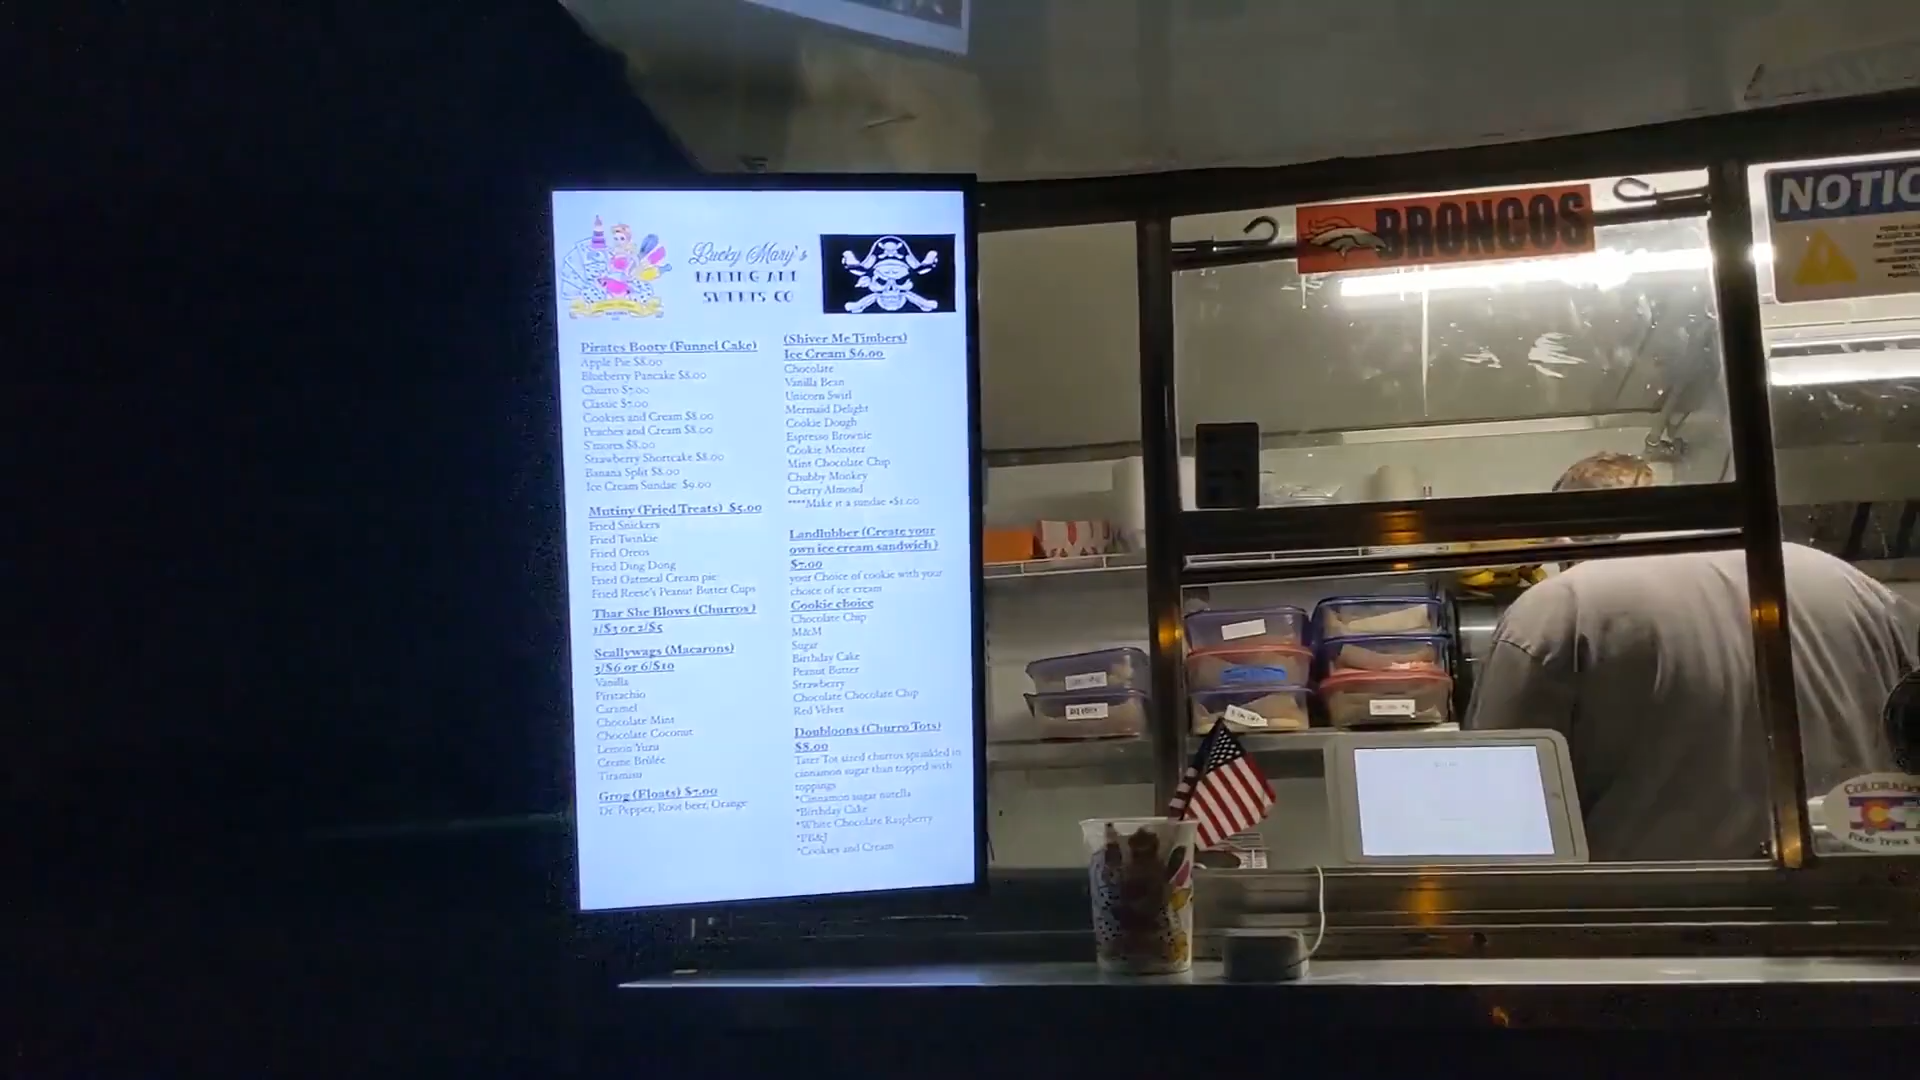 Lucky Mary's
BAKING AND
SWEETS CO
Pirates Booty (Funnel Cake)
Apple Pie $8.00
Blueberry Pancake $8.00
Churro $7.00
Classic $7.00
Cookies and Cream $8.00
Peaches and Cream $8.00
S'mores $8.00
Strawberry Shortcake $8.00
Banana Split $8.00
Ice Cream Sundae $9.00
Mutiny (Fried Treats) $5.00
Fried Snickers
Fried Twinkie
Fried Oreos
Fried Ding Dong
Fried Oatmeal Cream pie
Fried Reese's Peanut Butter Cups
Thar She Blows (Churros)
1/$3 or 2/$5
Scallywags (Macarons)
3/$6 or 6/$10
Vanilla
Pistachio
Caramel
Chocolate Mint
Chocolate Coconut
Lemon Yuzu
Creme Brûlée
Tiramisu
Grog (Floats) $7.00
Dr. Pepper, Root beer, Orange
(Shiver Me Timbers)
Ice Cream $6.00
Chocolate
Vanilla Bean
Unicorn Swirl
Mermaid Delight
Cookie Dough
Espresso Brownie
Cookie Monster
Mint Chocolate Chip
Chubby Monkey
Cherry Almond
****Make it a sundae +$1.00
Landlubber (Create your
own ice cream sandwich)
$7.00
your Choice of cookie with your
choice of ice cream
Cookie choice
Chocolate Chip
M&M
Sugar
Birthday Cake
Peanut Butter
Strawberry
Chocolate Chocolate Chip
Red Velvet
Doubloons (Churro Tots)
$8.00
Tater Tot sized churros sprinkled in
cinnamon sugar than topped with
toppings
*Cinnamon sugar nutella
*Birthday Cake
*White Chocolate Raspberry
*PB&J
*Cookies and Cream
BRONCOS
NOTIC
COLORADO
FOOD TRUCK